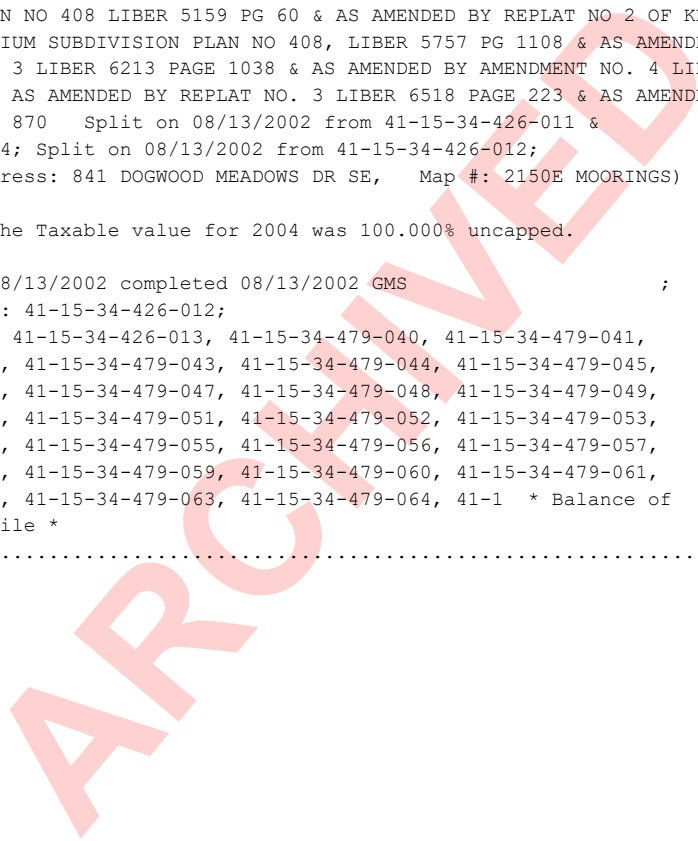 N NO 408 LIBER 5159 PG 60 & AS AMENDED BY REPLAT NO 2 OF
IUM SUBDIVISION PLAN NO 408, LIBER 5757 PG 1108 & AS AMEND
3 LIBER 6213 PAGE 1038 & AS AMENDED BY AMENDMENT NO. 4
AS AMENDED BY REPLAT NO. 3 LIBER 6518 PAGE 223 & AS AMEND
870 Split on 08/13/2002 from 41-15-34-426-011 &
4; Split on 08/13/2002 from 41-15-34-426-012;
ress: 841 DOGWOOD MEADOWS DR SE, Map #: 2150E MOORINGS)
he Taxable value for 2004 was 100.000% uncapped.
8/13/2002 completed 08/13/2002 GMS ;
: 41-15-34-426-012;
41-15-34-426-013, 41-15-34-479-040, 41-15-34-479-041,
, 41-15-34-479-043, 41-15-34-479-044, 41-15-34-479-045,
, 41-15-34-479-047, 41-15-34-479-048, 41-15-34-479-049,
, 41-15-34-479-051, 41-15-34-479-052, 41-15-34-479-053,
, 41-15-34-479-055, 41-15-34-479-056, 41-15-34-479-057,
, 41-15-34-479-059, 41-15-34-479-060, 41-15-34-479-061,
, 41-15-34-479-063, 41-15-34-479-064, 41-1 * Balance of
ile *
.........................................................
ARCHIVED